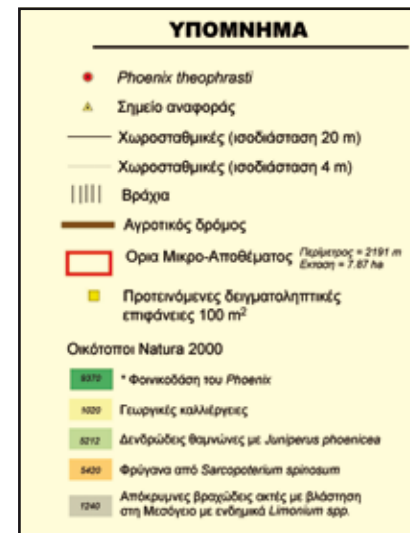 ΥΠΟΜΝΗΜΑ
Phoenix theophrasti
Σημείο αναφοράς
Χωροσταθμικές (ισοδιάσταση 20 m)
Χωροσταθμικές (ισοδιάσταση 4 m)
Βράχια
Αγροτικός δρόμος
Ορια Μικρο-Αποθέματος Περίμετρος = 2191 m
Εκταση = 7.87 ha
Προτεινόμενες δειγματοληπτικές
επιφάνειες 100 m²
Οικότοποι Natura 2000
9370 * Φοινικοδάση του Phoenix
1020 Γεωργικές καλλιέργειες
5212 Δενδρώδεις θαμνώνες με Juniperus phoenicea
5420 Φρύγανα από Sarcopoterium spinosum
1240 Απόκρυμνες βραχώδεις ακτές με βλάστηση
στη Μεσόγειο με ενδημικά Limonium spp.